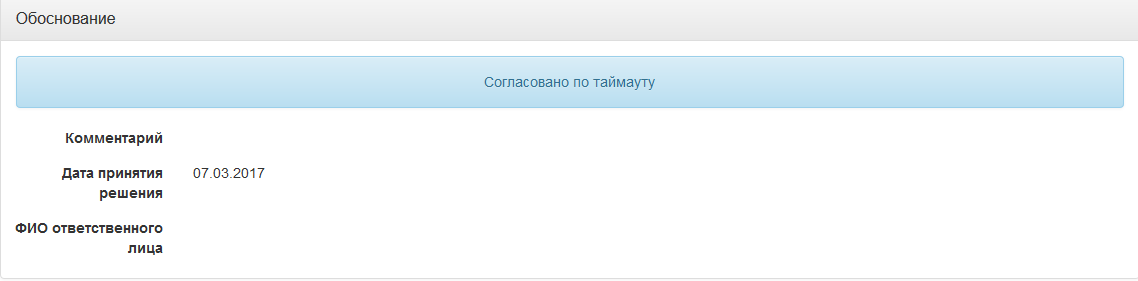 Обоснование
Согласовано по таймауту
Комментарий
Дата принятия 07.03.2017
решения
ФИО ответственного
лица